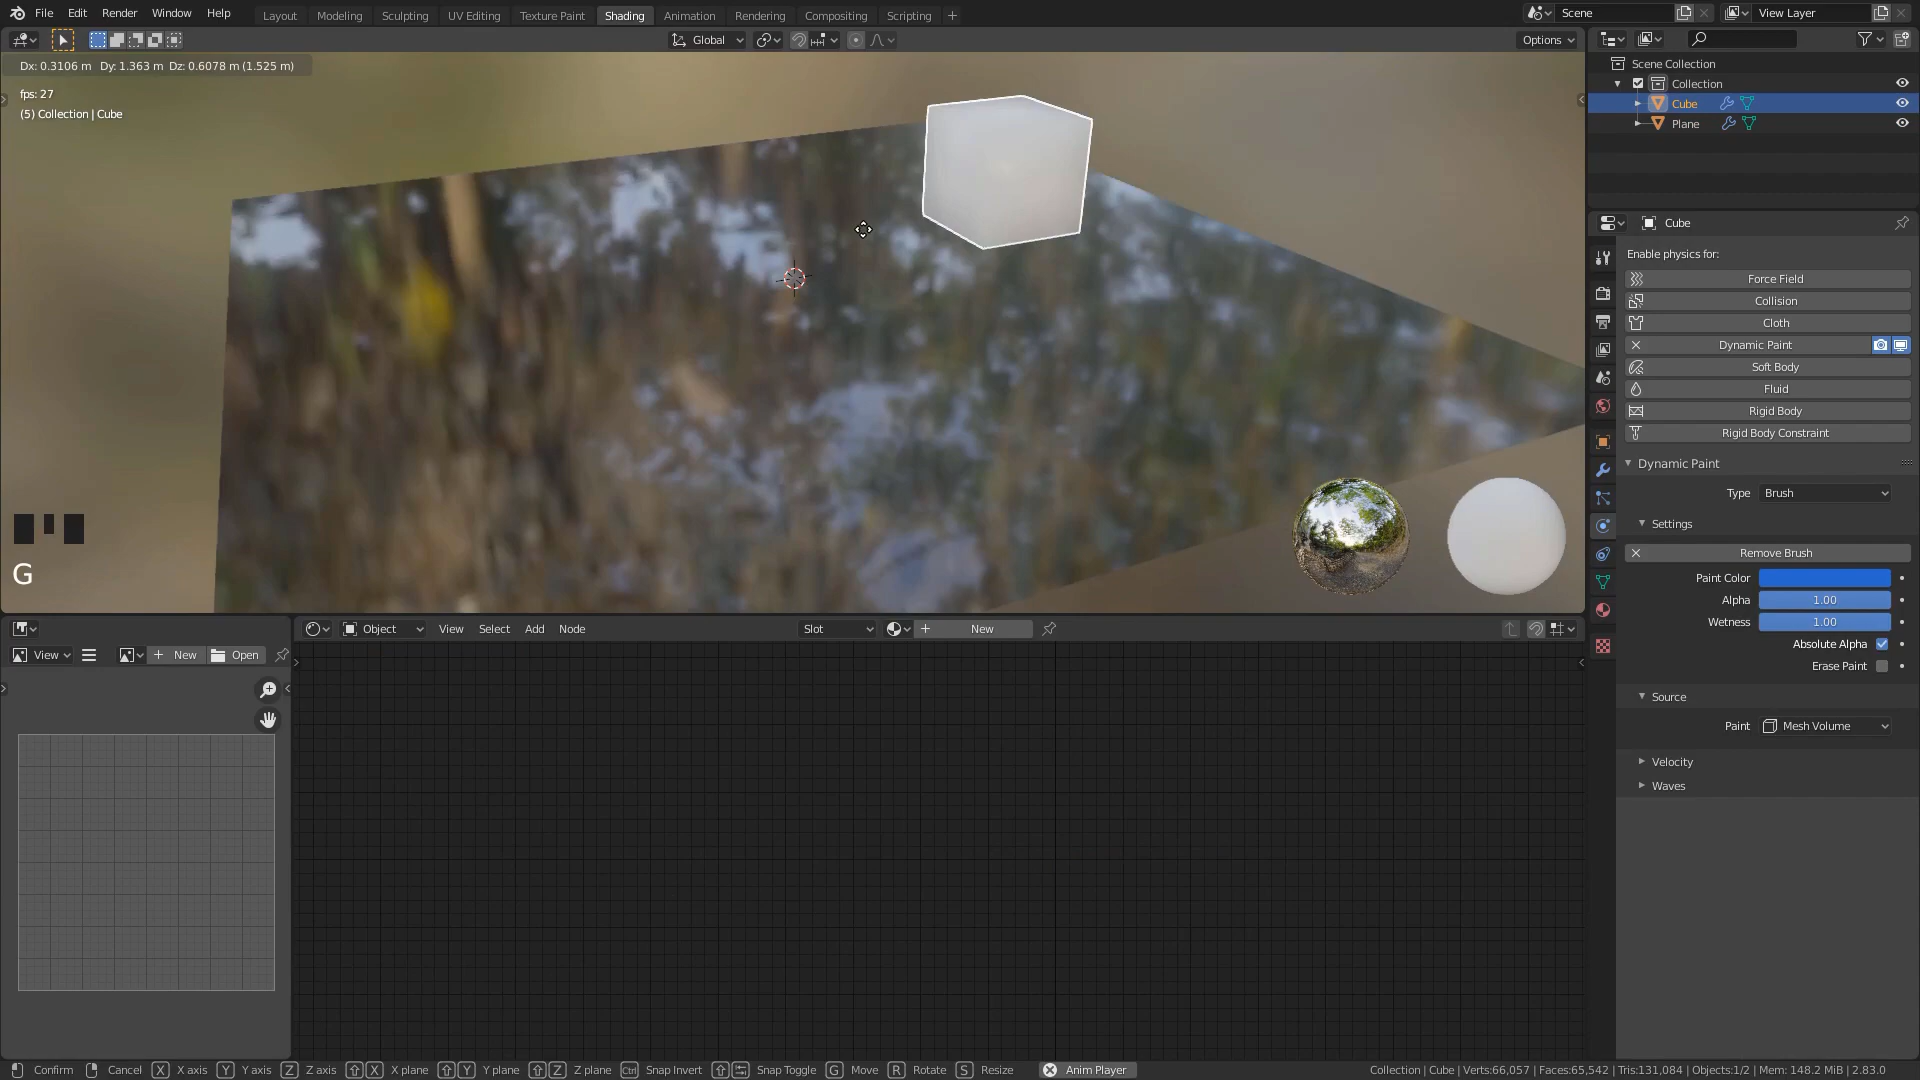 File Edit Render Window Help Layout Modeling Sculpting UV Editing Texture Paint Shading Animation Rendering Compositing Scripting + Scene View Layer
Global Options
Dx: 0.3106 m Dy: 1.363 m Dz: 0.6078 m (1.525 m)
fps: 27
(5) Collection | Cube
G
Scene Collection
Collection
Cube
Plane
Cube
Enable physics for:
Force Field
Collision
Cloth
Dynamic Paint
Soft Body
Fluid
Rigid Body
Rigid Body Constraint
Dynamic Paint
Type Brush
Settings
Remove Brush
Paint Color
Alpha 1.00
Wetness 1.00
Absolute Alpha
Erase Paint
Source
Paint Mesh Volume
Velocity
Waves
Object View Select Add Node Slot New
View New Open
Confirm Cancel X X axis Y Y axis Z Z axis X X plane Y Y plane Z Z plane Ctrl Snap Invert Snap Toggle G Move R Rotate S Resize Anim Player Collection | Cube | Verts:66,057 | Faces:65,542 | Tris:131,084 | Objects:1/2 | Mem: 148.2 MiB | 2.83.0